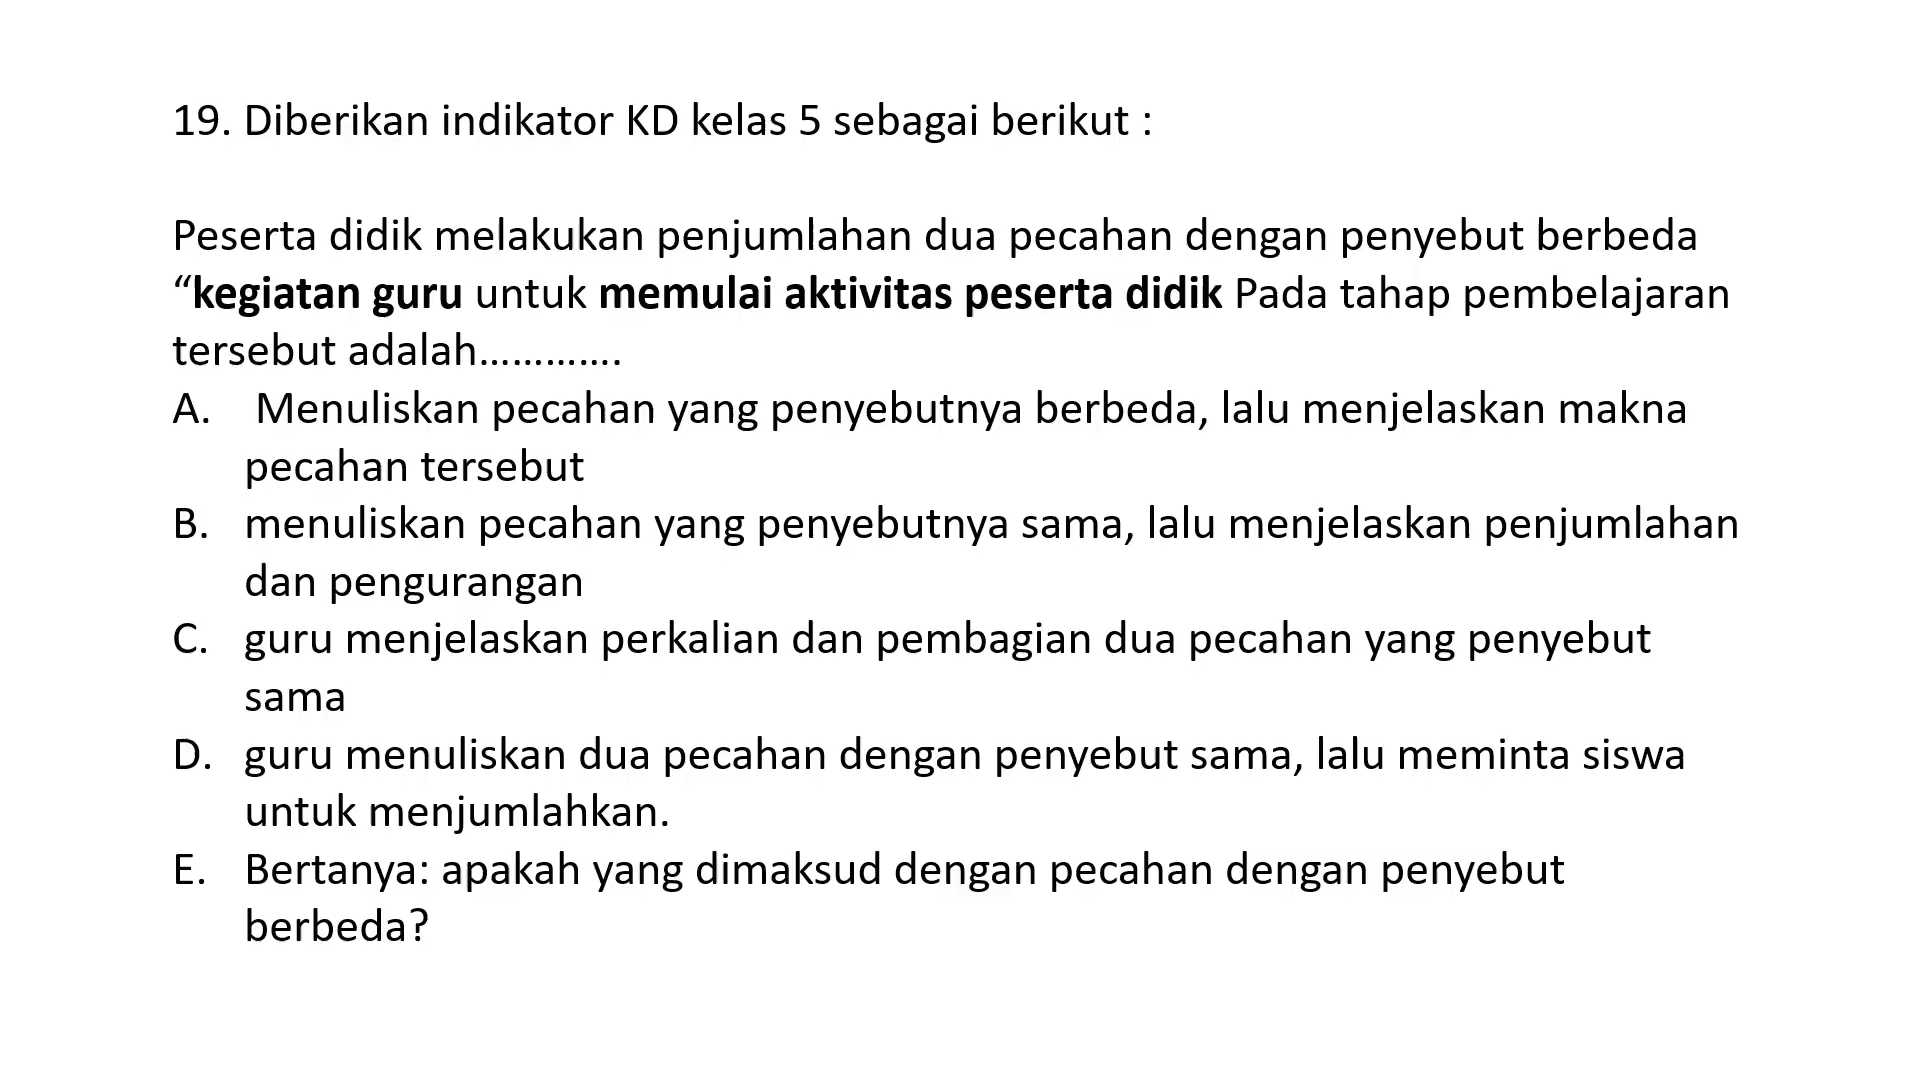 19. Diberikan indikator KD kelas 5 sebagai berikut :
Peserta didik melakukan penjumlahan dua pecahan dengan penyebut berbeda
“kegiatan guru untuk memulai aktivitas peserta didik Pada tahap pembelajaran
tersebut adalah.............
A. Menuliskan pecahan yang penyebutnya berbeda, lalu menjelaskan makna
pecahan tersebut
B. menuliskan pecahan yang penyebutnya sama, lalu menjelaskan penjumlahan
dan pengurangan
C. guru menjelaskan perkalian dan pembagian dua pecahan yang penyebut
sama
D. guru menuliskan dua pecahan dengan penyebut sama, lalu meminta siswa
untuk menjumlahkan.
E. Bertanya: apakah yang dimaksud dengan pecahan dengan penyebut
berbeda?